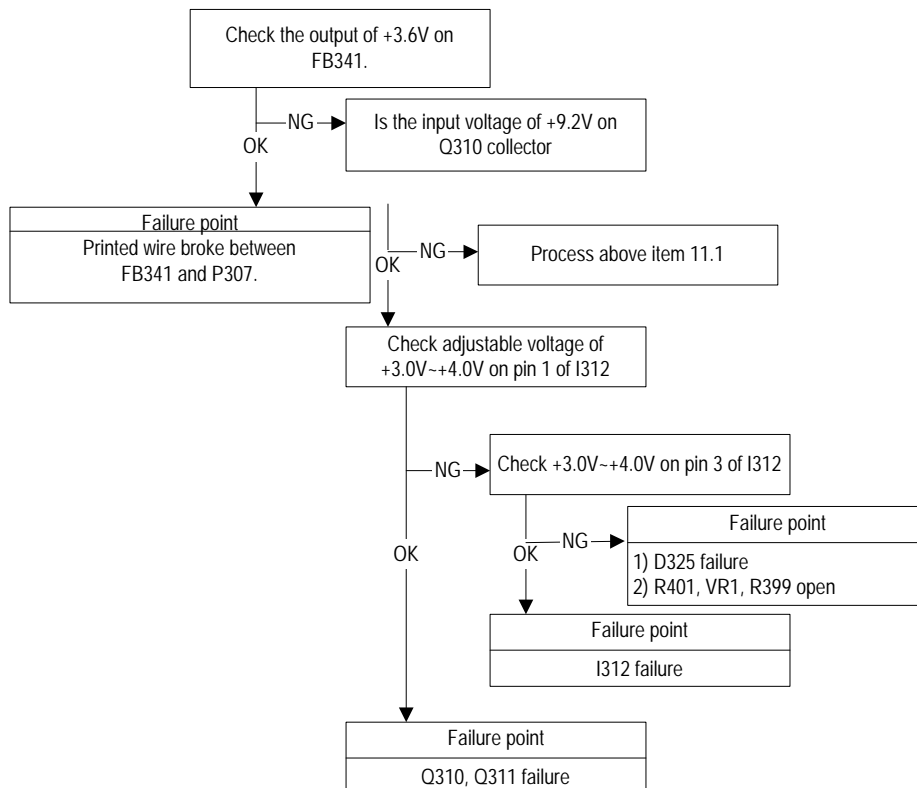 Check the output of +3.6V on
FB341.
NG
Is the input voltage of +9.2V on
Q310 collector
OK
Failure point
Printed wire broke between
FB341 and P307.
NG
Process above item 11.1
OK
Check adjustable voltage of
+3.0V~+4.0V on pin 1 of I312
NG
Check +3.0V~+4.0V on pin 3 of I312
OK
NG
Failure point
1) D325 failure
2) R401, VR1, R399 open
OK
Failure point
I312 failure
Failure point
Q310, Q311 failure